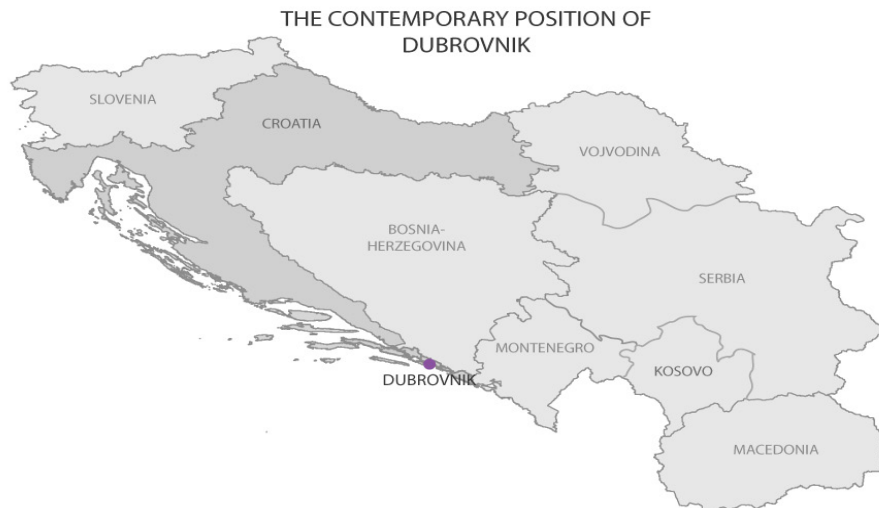 THE CONTEMPORARY POSITION OF
DUBROVNIK
SLOVENIA
CROATIA
VOJVODINA
BOSNIA-
HERZEGOVINA
SERBIA
MONTENEGRO
KOSOVO
DUBROVNIK
MACEDONIA